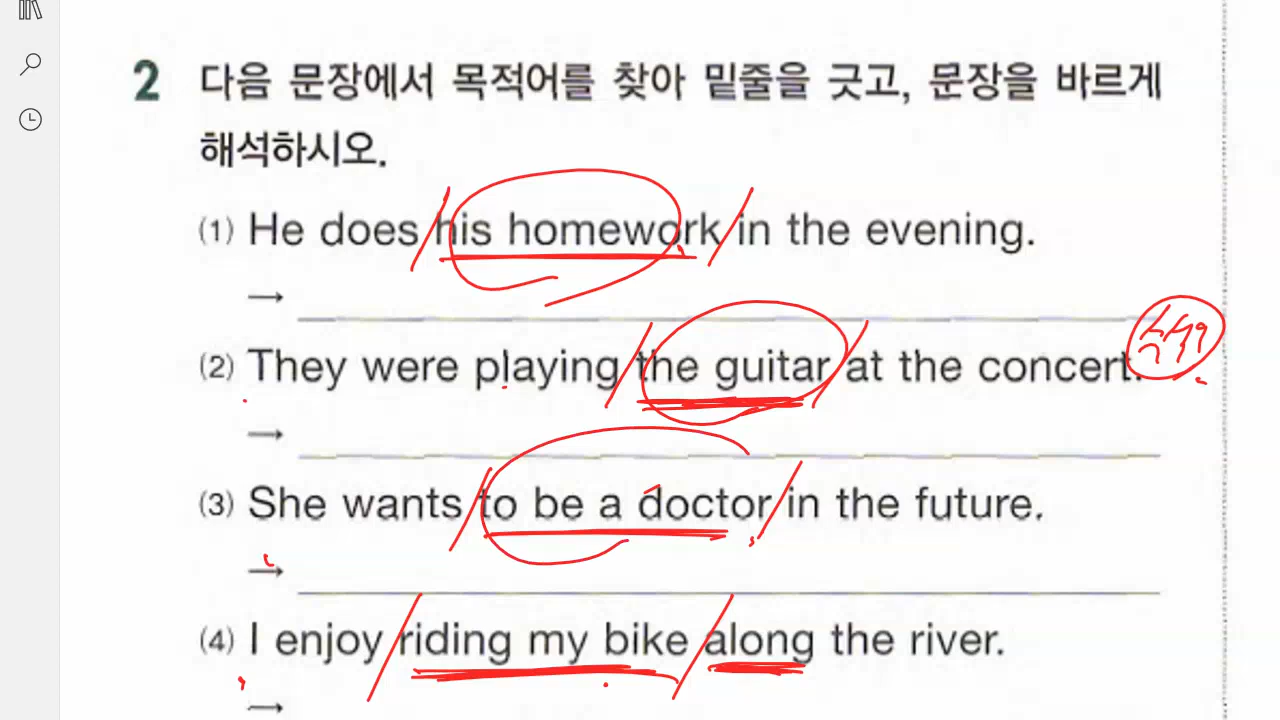 2 다음 문장에서 목적어를 찾아 밑줄을 긋고, 문장을 바르게
해석하시오.
(1) He does / his homework / in the evening.
→
(2) They were playing / the guitar / at the concert.
→
(3) She wants / to be a doctor / in the future.
→
(4) I enjoy / riding my bike / along the river.
→